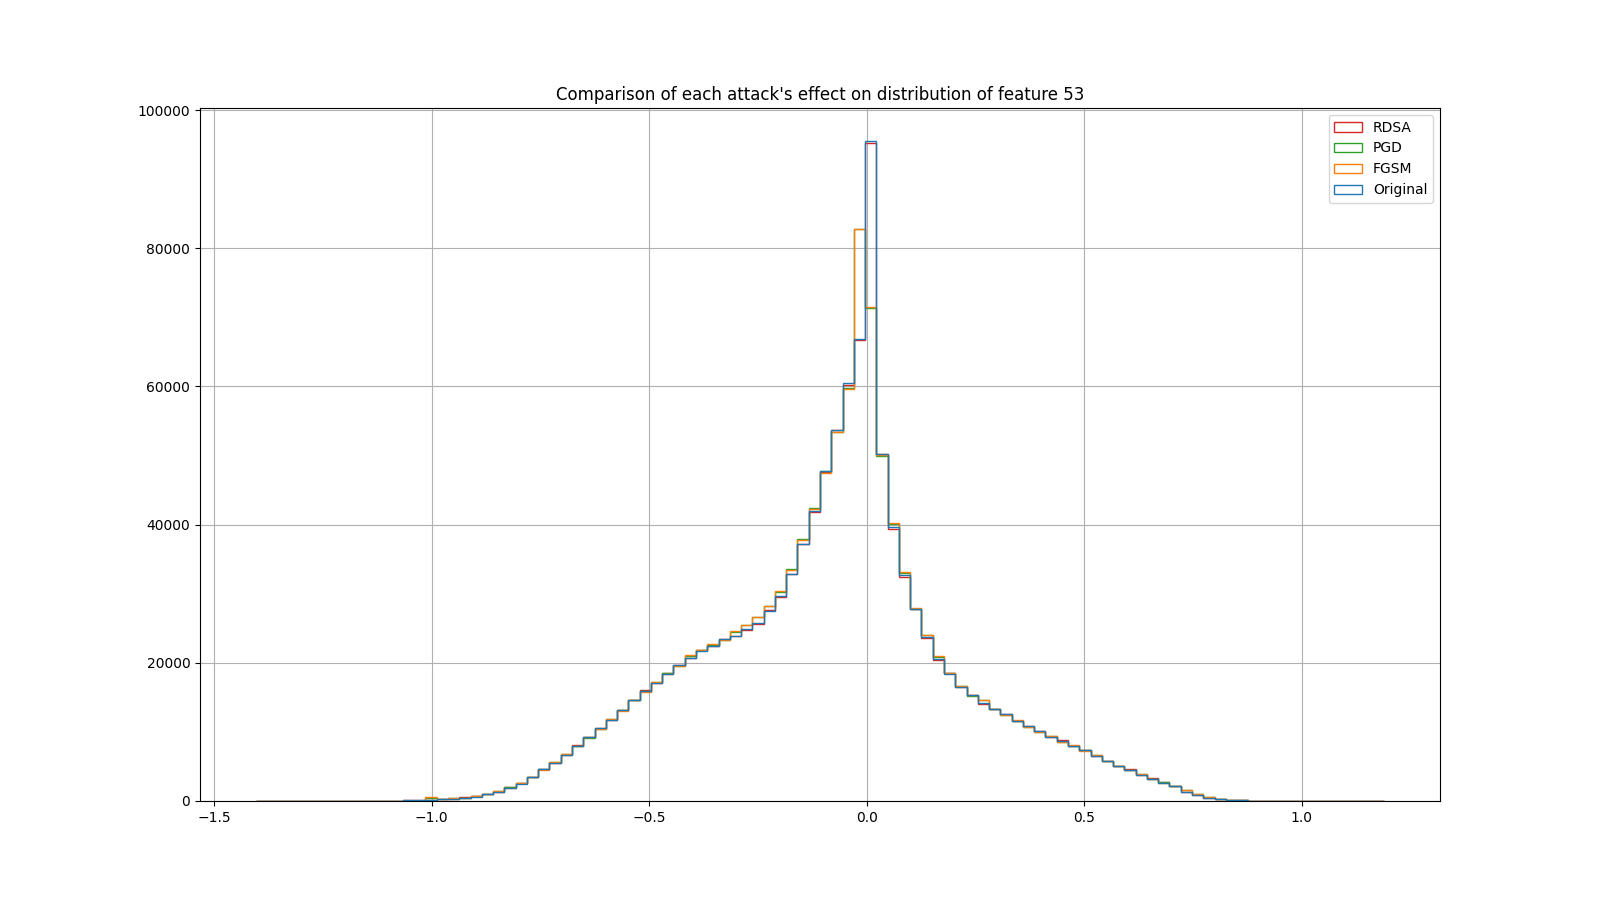 Comparison of each attack's effect on distribution of feature 53
100000
80000
60000
40000
20000
0
−1.5
−1.0
−0.5
0.0
0.5
1.0
RDSA
PGD
FGSM
Original